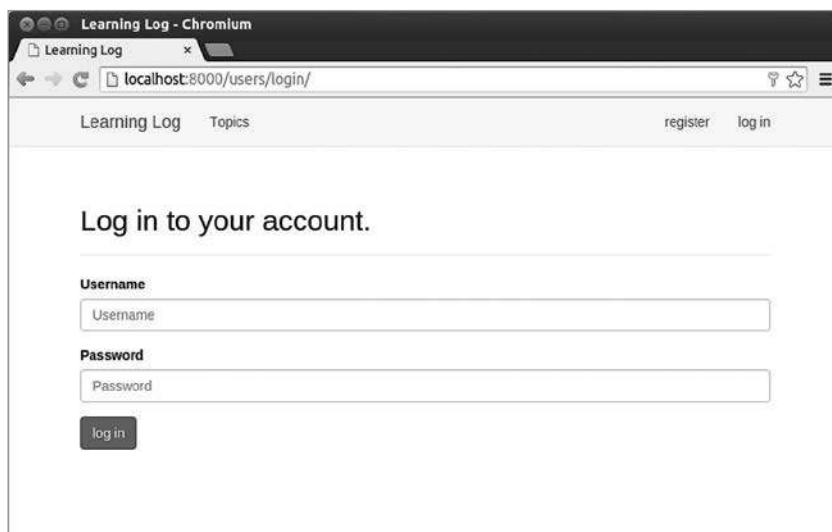 Learning Log - Chromium
Learning Log ×
localhost:8000/users/login/
Learning Log Topics register log in
Log in to your account.
Username
Username
Password
Password
log in